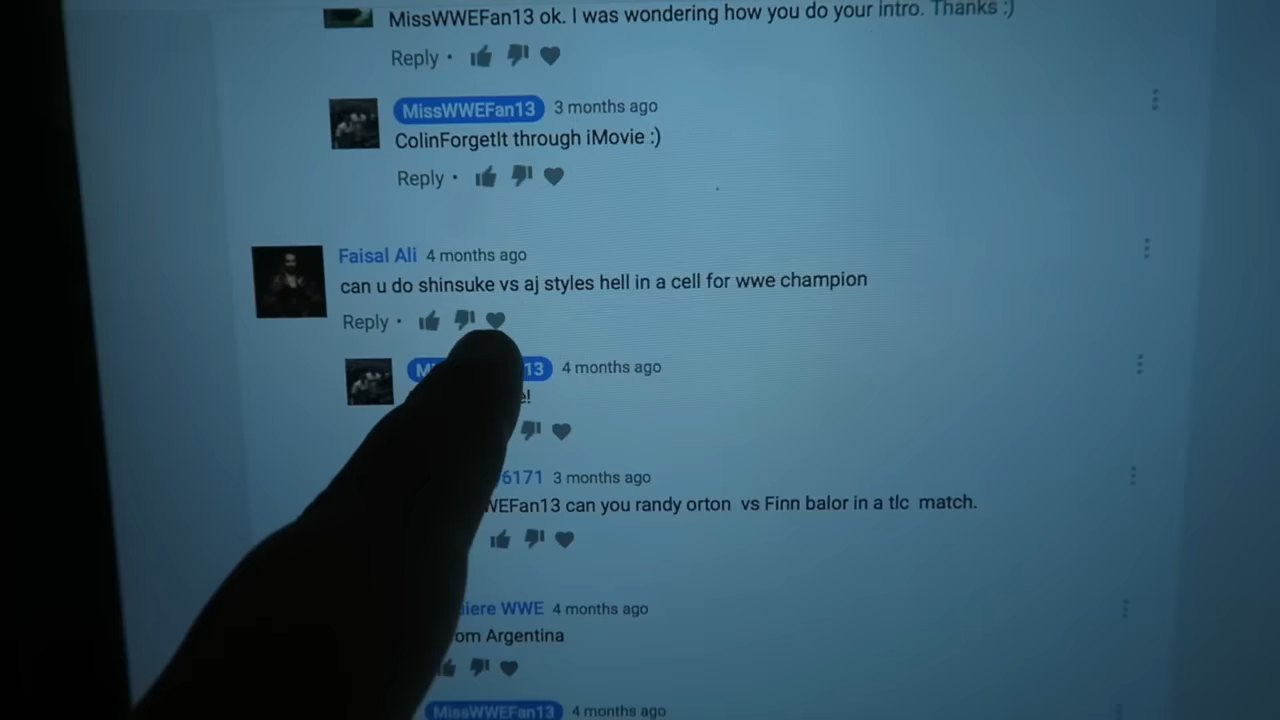 MissWWEFan13 ok. I was wondering how you do your intro. Thanks :)
Reply •
MissWWEFan13 3 months ago
ColinForgetIt through iMovie :)
Reply •
Faisal Ali 4 months ago
can u do shinsuke vs aj styles hell in a cell for wwe champion
Reply •
13 4 months ago
e!
6171 3 months ago
WEFan13 can you randy orton vs Finn balor in a tlc match.
iere WWE 4 months ago
om Argentina
MissWWEFan13 4 months ago